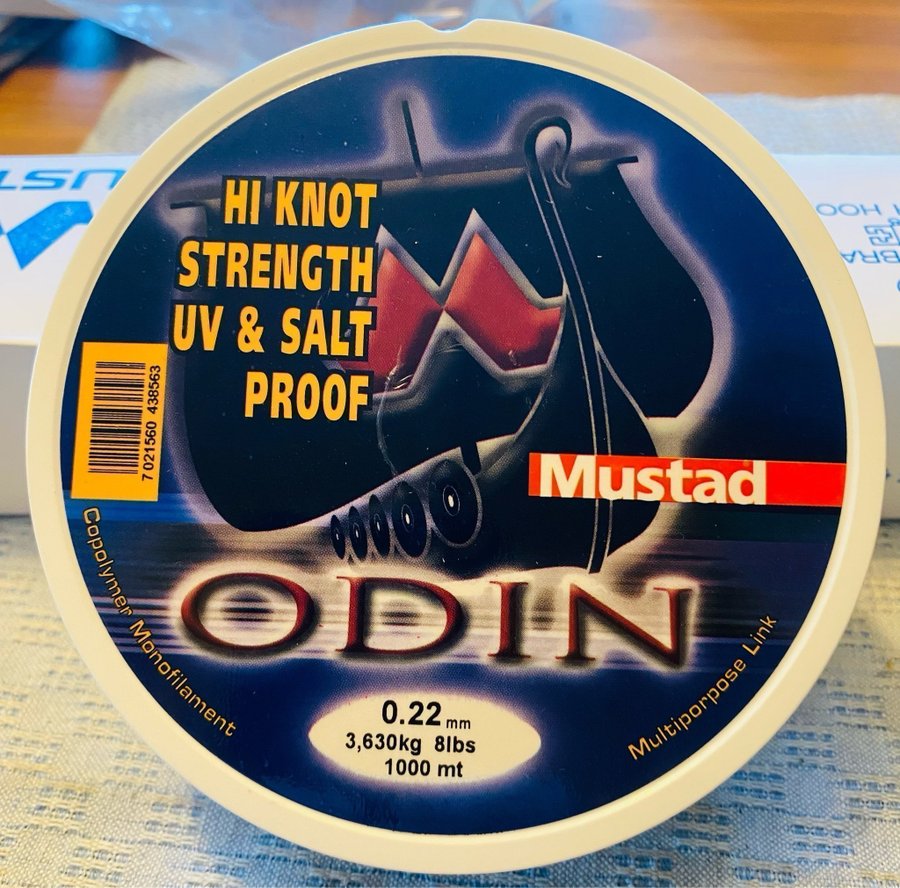 HI KNOT
STRENGTH
UV & SALT
PROOF
7 021560 438563
Mustad
ODIN
Copolymer Monofilament
Multiporpose Link
0.22 mm
3,630kg 8lbs
1000 mt